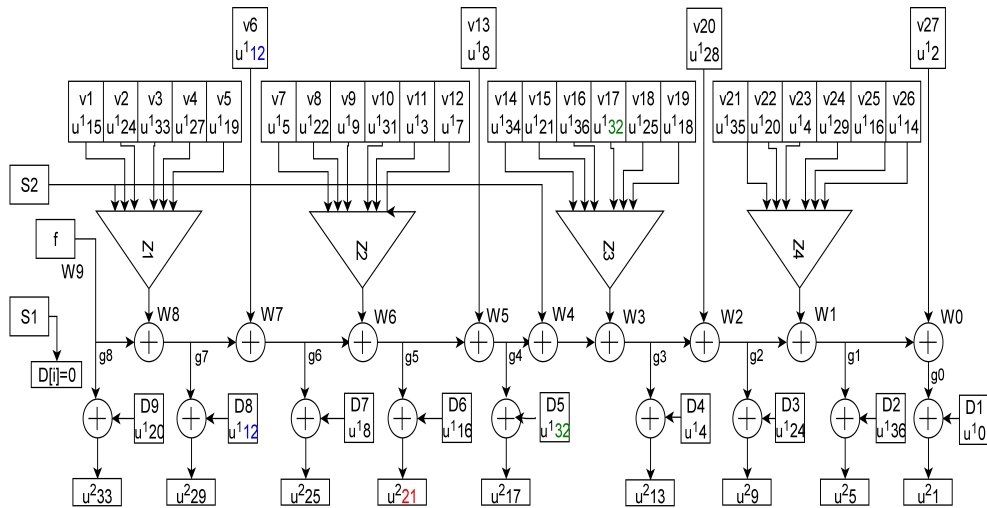 v6 v13 v20 v27
u¹12 u¹8 u¹28 u¹2
v1 v2 v3 v4 v5 v7 v8 v9 v10 v11 v12 v14 v15 v16 v17 v18 v19 v21 v22 v23 v24 v25 v26
u¹15 u¹24 u¹33 u¹27 u¹19 u¹5 u¹22 u¹9 u¹31 u¹3 u¹7 u¹34 u¹21 u¹36 u¹32 u¹25 u¹18 u¹35 u¹20 u¹4 u¹29 u¹16 u¹14
S2
f Z1 Z2 Z3 Z4
W9
S1 W8 W7 W6 W5 W4 W3 W2 W1 W0
g8 g7 g6 g5 g4 g3 g2 g1
D[i]=0 g0
D9 D8 D7 D6 D5 D4 D3 D2 D1
u¹20 u¹12 u¹8 u¹16 u¹32 u¹4 u¹24 u¹36 u¹0
u²33 u²29 u²25 u²21 u²17 u²13 u²9 u²5 u²1